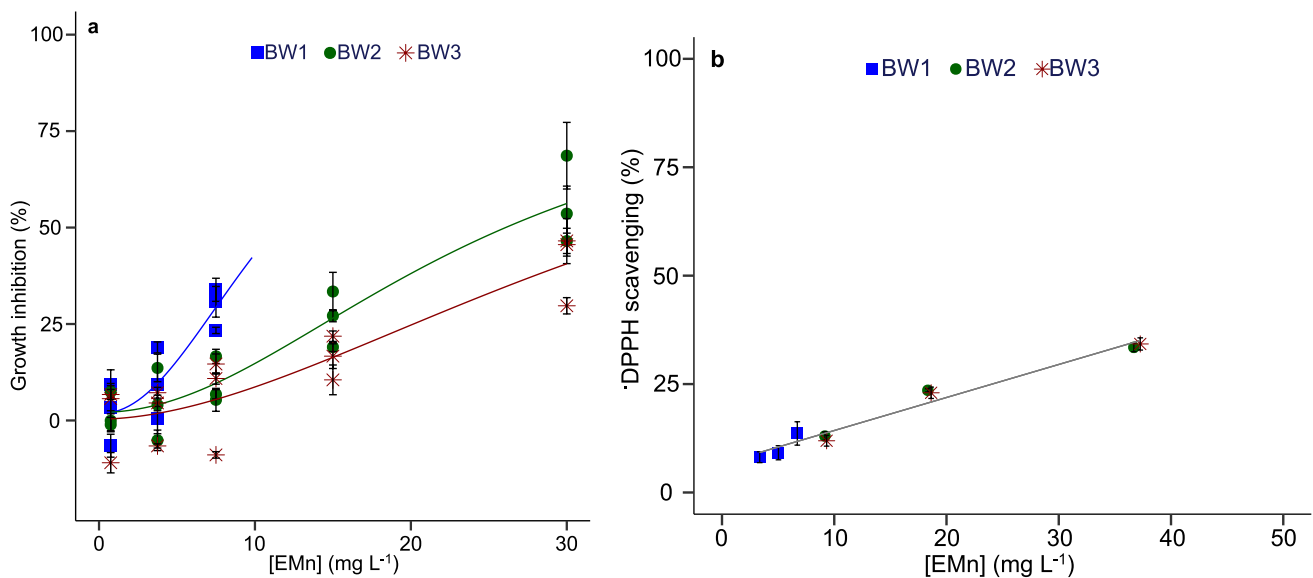 a
BW1 BW2 BW3
100
75
50
25
0
Growth inhibition (%)
0 10 20 30
[EMn] (mg L⁻¹)
b
BW1 BW2 BW3
100
75
50
25
0
·DPPH scavenging (%)
0 10 20 30 40 50
[EMn] (mg L⁻¹)